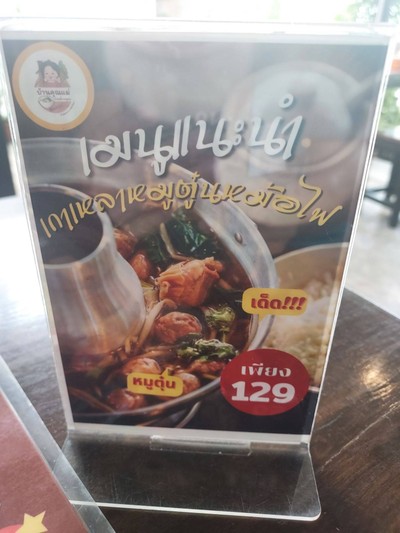 เมนูแนะนำ
เกาเหลาหมูตุ๋นหม้อไฟ
เด็ด!!!
หมูตุ๋น
เพียง
129